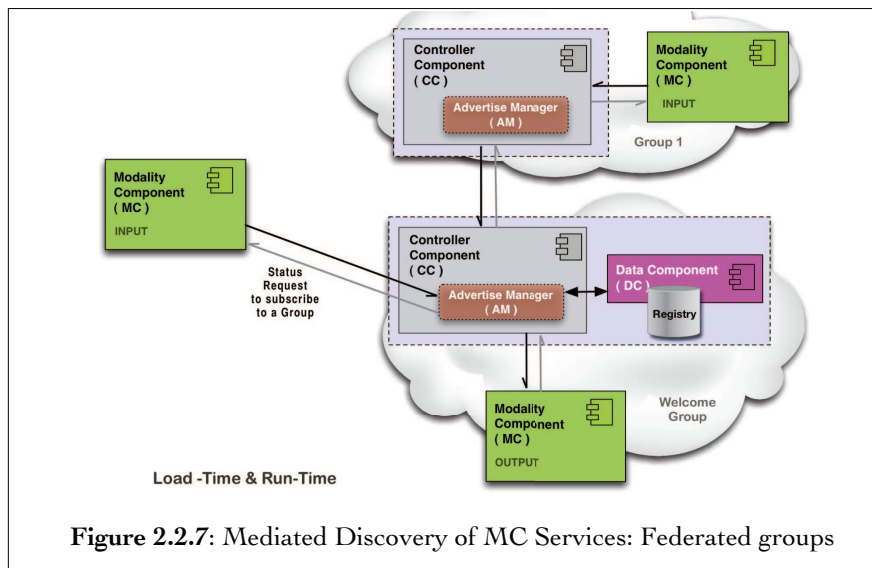 Controller
Component
( CC )
Advertise Manager
( AM )
Modality
Component
( MC )
INPUT
Group 1
Modality
Component
( MC )
INPUT
Status
Request
to subscribe
to a Group
Controller
Component
( CC )
Advertise Manager
( AM )
Data Component
( DC )
Registry
Modality
Component
( MC )
OUTPUT
Welcome
Group
Load -Time & Run-Time
Figure 2.2.7: Mediated Discovery of MC Services: Federated groups